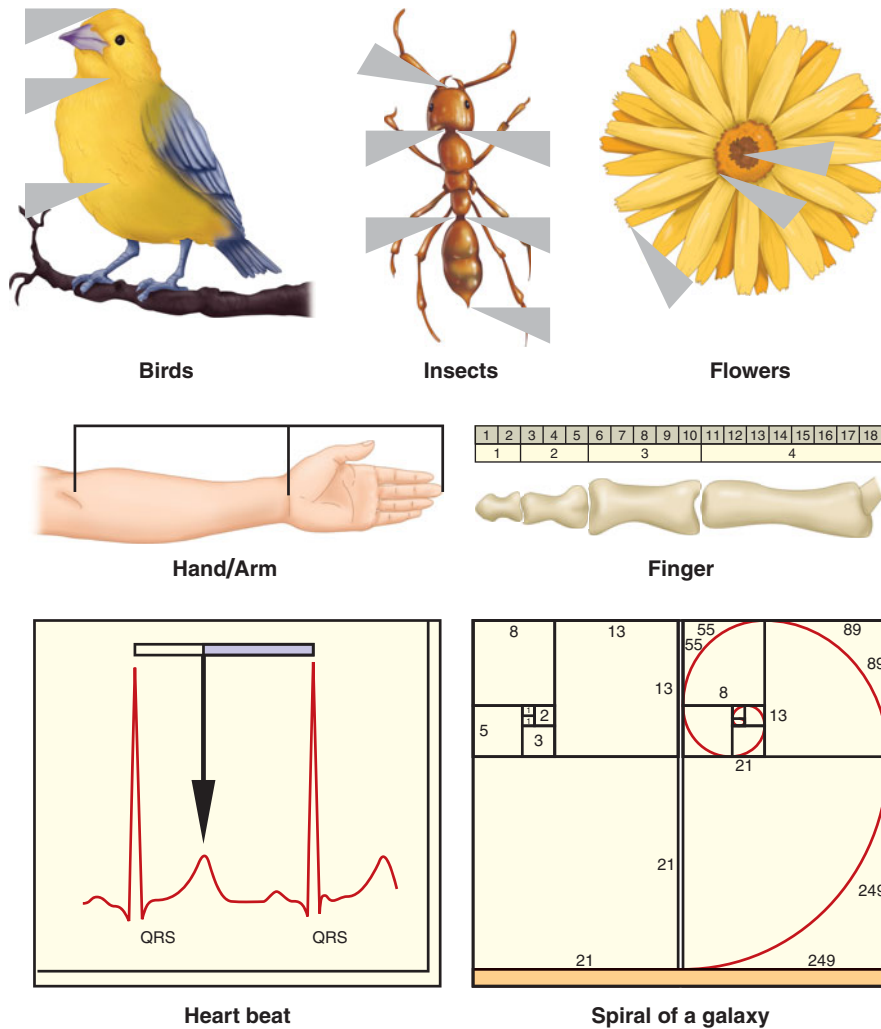 Birds
Insects
Flowers
1 2 3 4 5 6 7 8 9 10 11 12 13 14 15 16 17 18
1 2 3 4
Hand/Arm
Finger
QRS QRS
Heart beat
8 13
5
1
1
2
3
13
21
21
55
55
89
89
8
13
21
249
249
Spiral of a galaxy